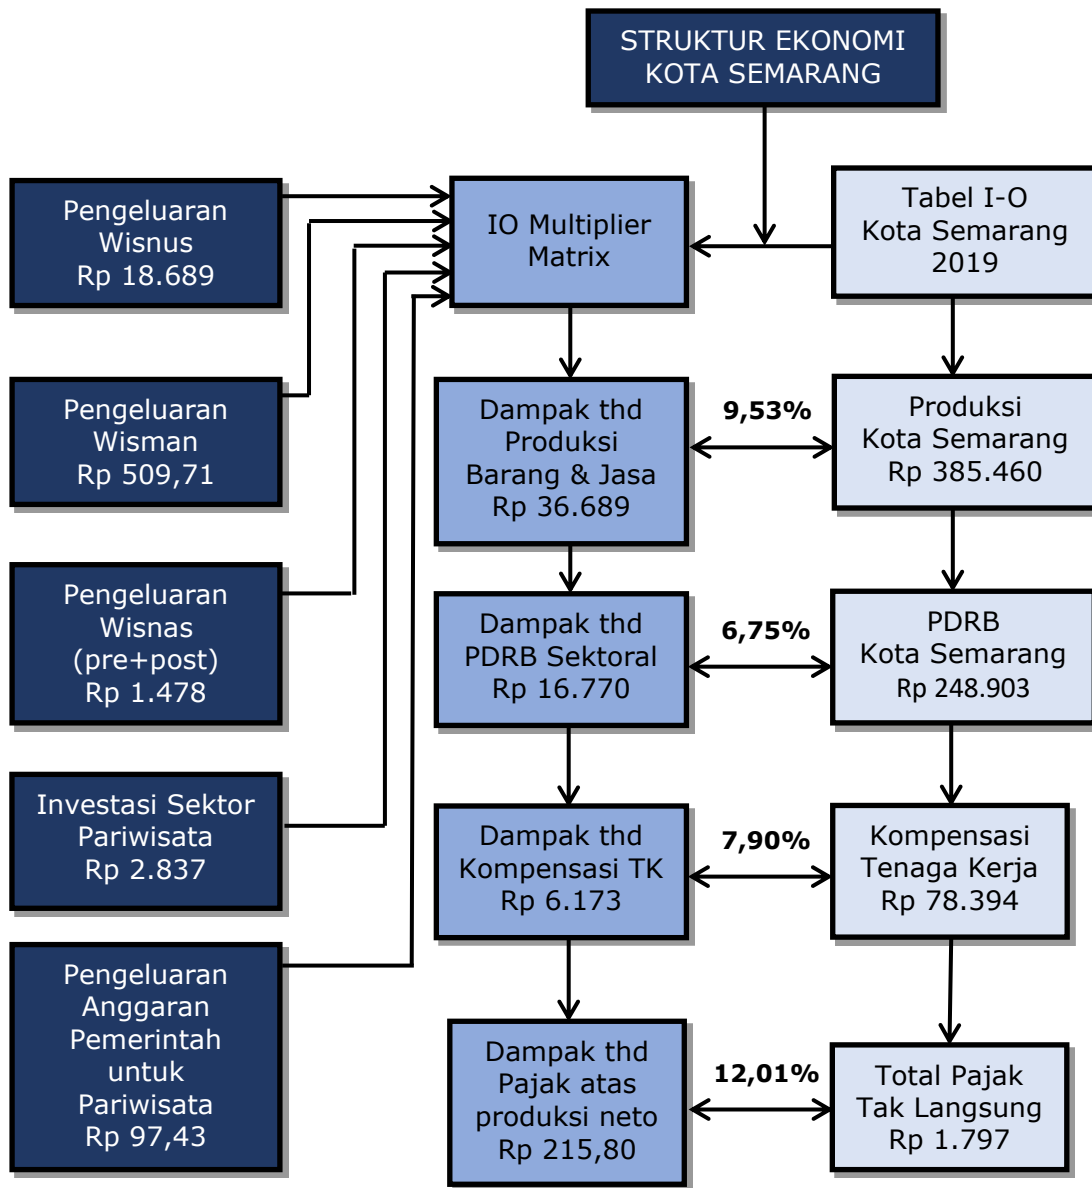 STRUKTUR EKONOMI
KOTA SEMARANG
Pengeluaran
Wisnus
Rp 18.689
IO Multiplier
Matrix
Tabel I-O
Kota Semarang
2019
Pengeluaran
Wisman
Rp 509,71
Dampak thd
Produksi
Barang & Jasa
Rp 36.689
9,53%
Produksi
Kota Semarang
Rp 385.460
Pengeluaran
Wisnas
(pre+post)
Rp 1.478
Dampak thd
PDRB Sektoral
Rp 16.770
6,75%
PDRB
Kota Semarang
Rp 248.903
Investasi Sektor
Pariwisata
Rp 2.837
Dampak thd
Kompensasi TK
Rp 6.173
7,90%
Kompensasi
Tenaga Kerja
Rp 78.394
Pengeluaran
Anggaran
Pemerintah
untuk
Pariwisata
Rp 97,43
Dampak thd
Pajak atas
produksi neto
Rp 215,80
12,01%
Total Pajak
Tak Langsung
Rp 1.797